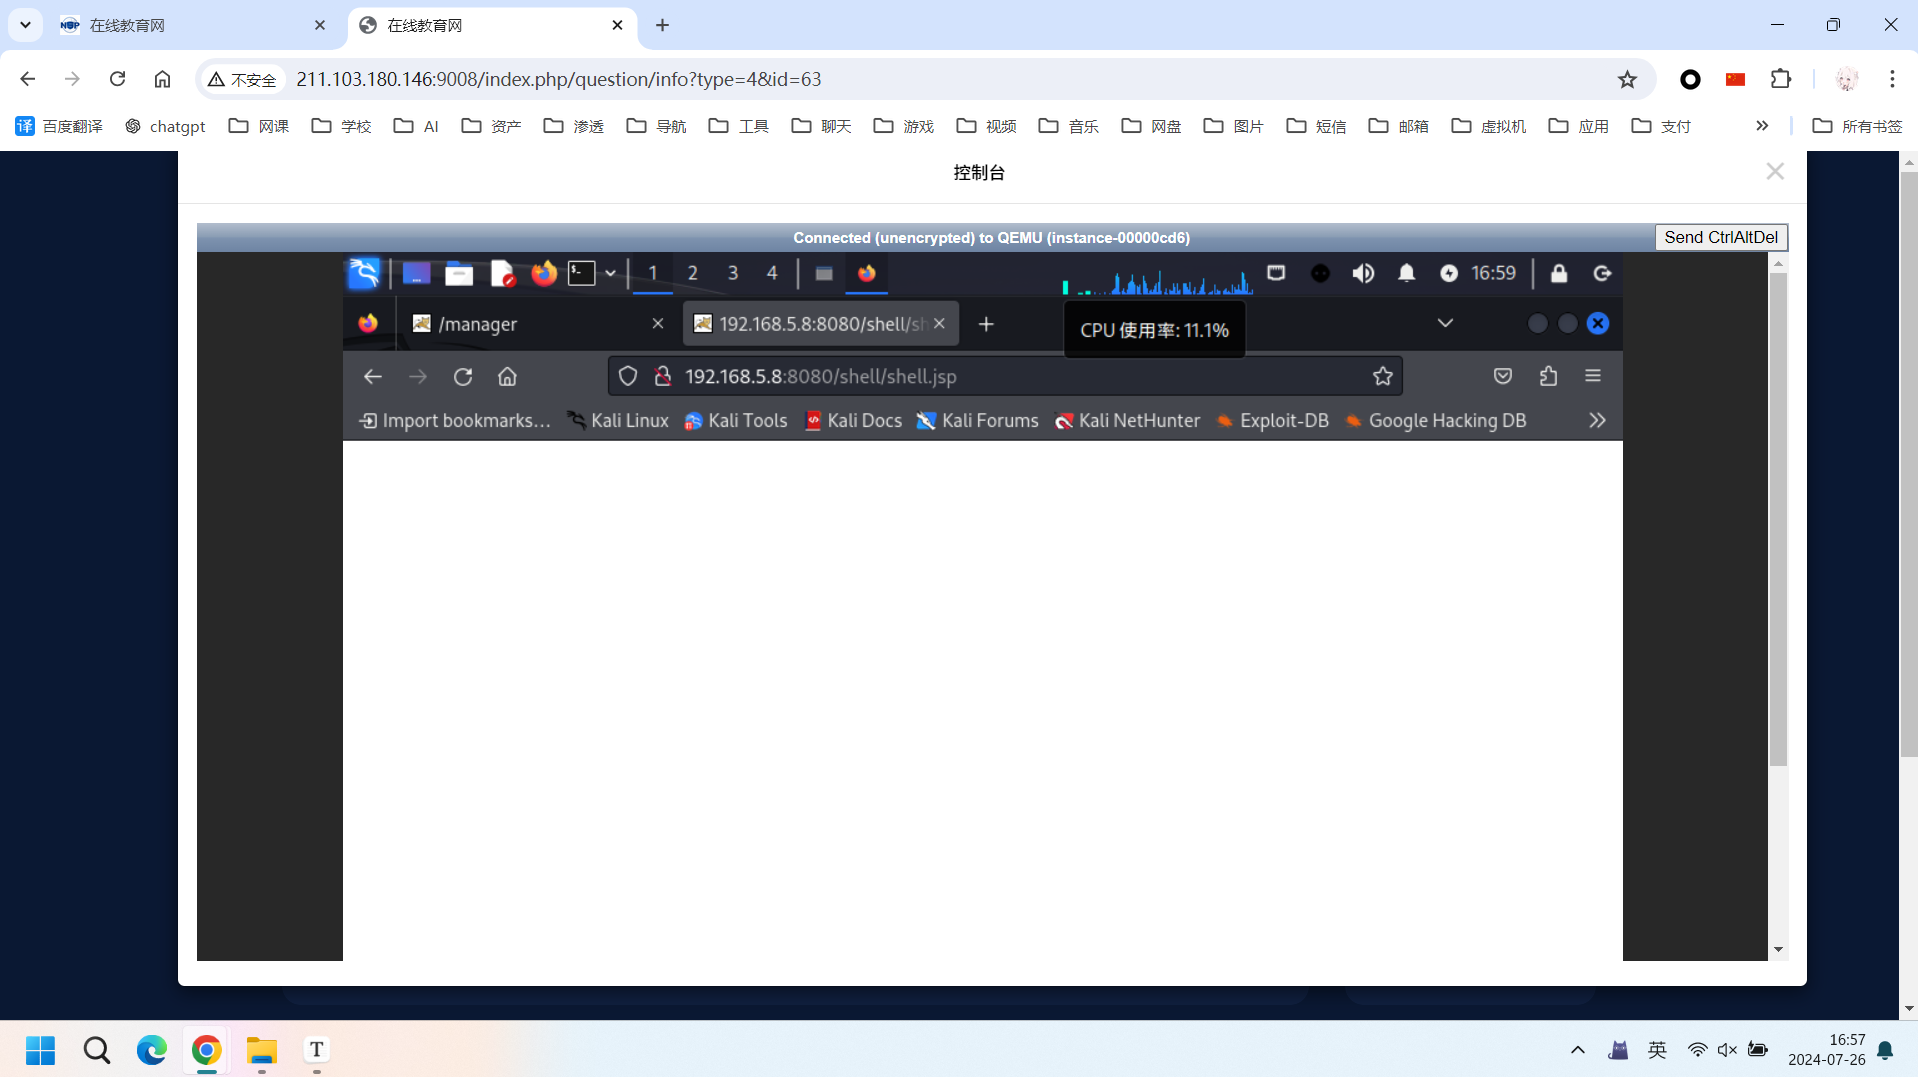 在线教育网
在线教育网
不安全
211.103.180.146:9008/index.php/question/info?type=4&id=63
译 百度翻译 chatgpt 网课 学校 AI 资产 渗透 导航 工具 聊天 游戏 视频 音乐 网盘 图片 短信 邮箱 虚拟机 应用 支付 所有书签
控制台
Connected (unencrypted) to QEMU (instance-00000cd6)
Send CtrlAltDel
1 2 3 4 16:59
/manager
192.168.5.8:8080/shell/sh
CPU 使用率: 11.1%
192.168.5.8:8080/shell/shell.jsp
Import bookmarks... Kali Linux Kali Tools Kali Docs Kali Forums Kali NetHunter Exploit-DB Google Hacking DB
T
英
16:57
2024-07-26